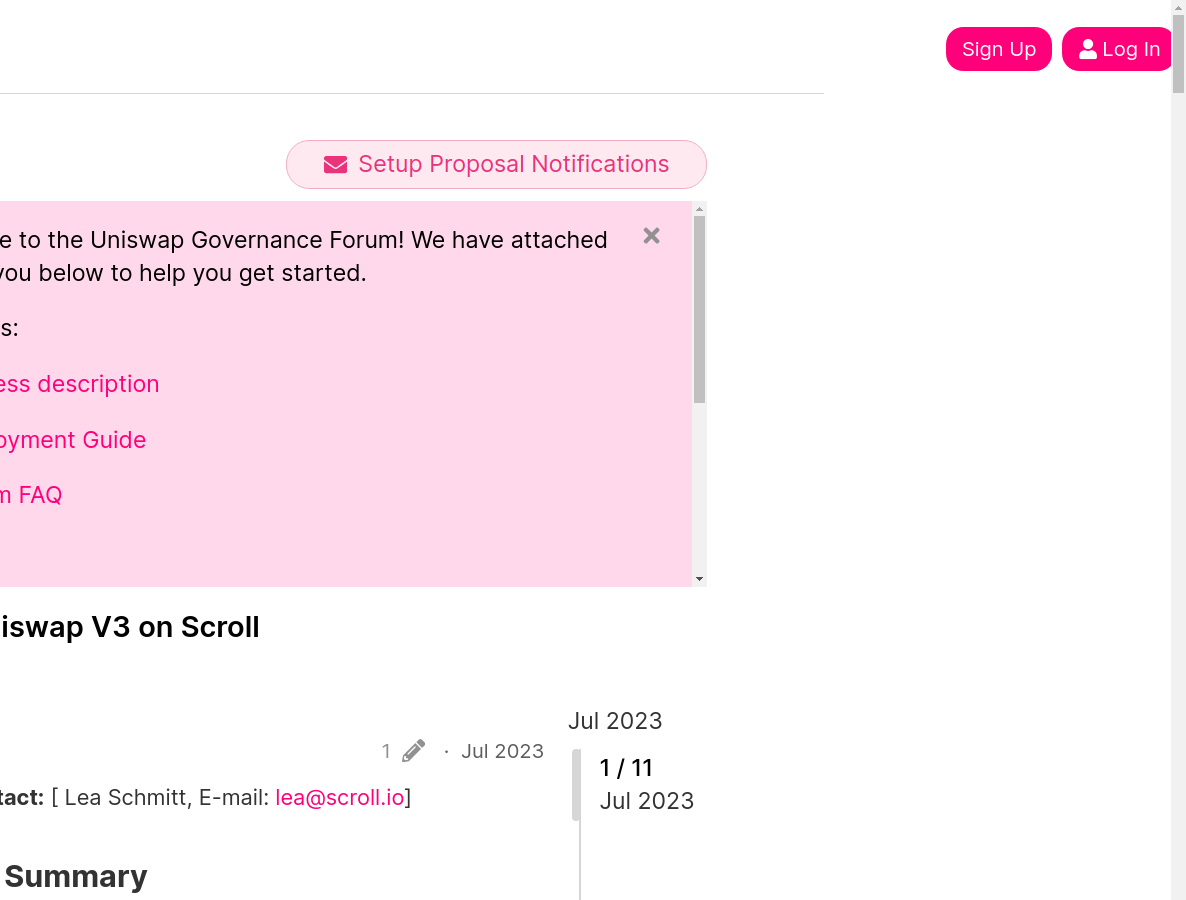 Sign Up
Log In
Setup Proposal Notifications
e to the Uniswap Governance Forum! We have attached
you below to help you get started.
s:
ess description
oyment Guide
m FAQ
iswap V3 on Scroll
Jul 2023
1 · Jul 2023
1 / 11
Jul 2023
tact: [ Lea Schmitt, E-mail: lea@scroll.io]
Summary